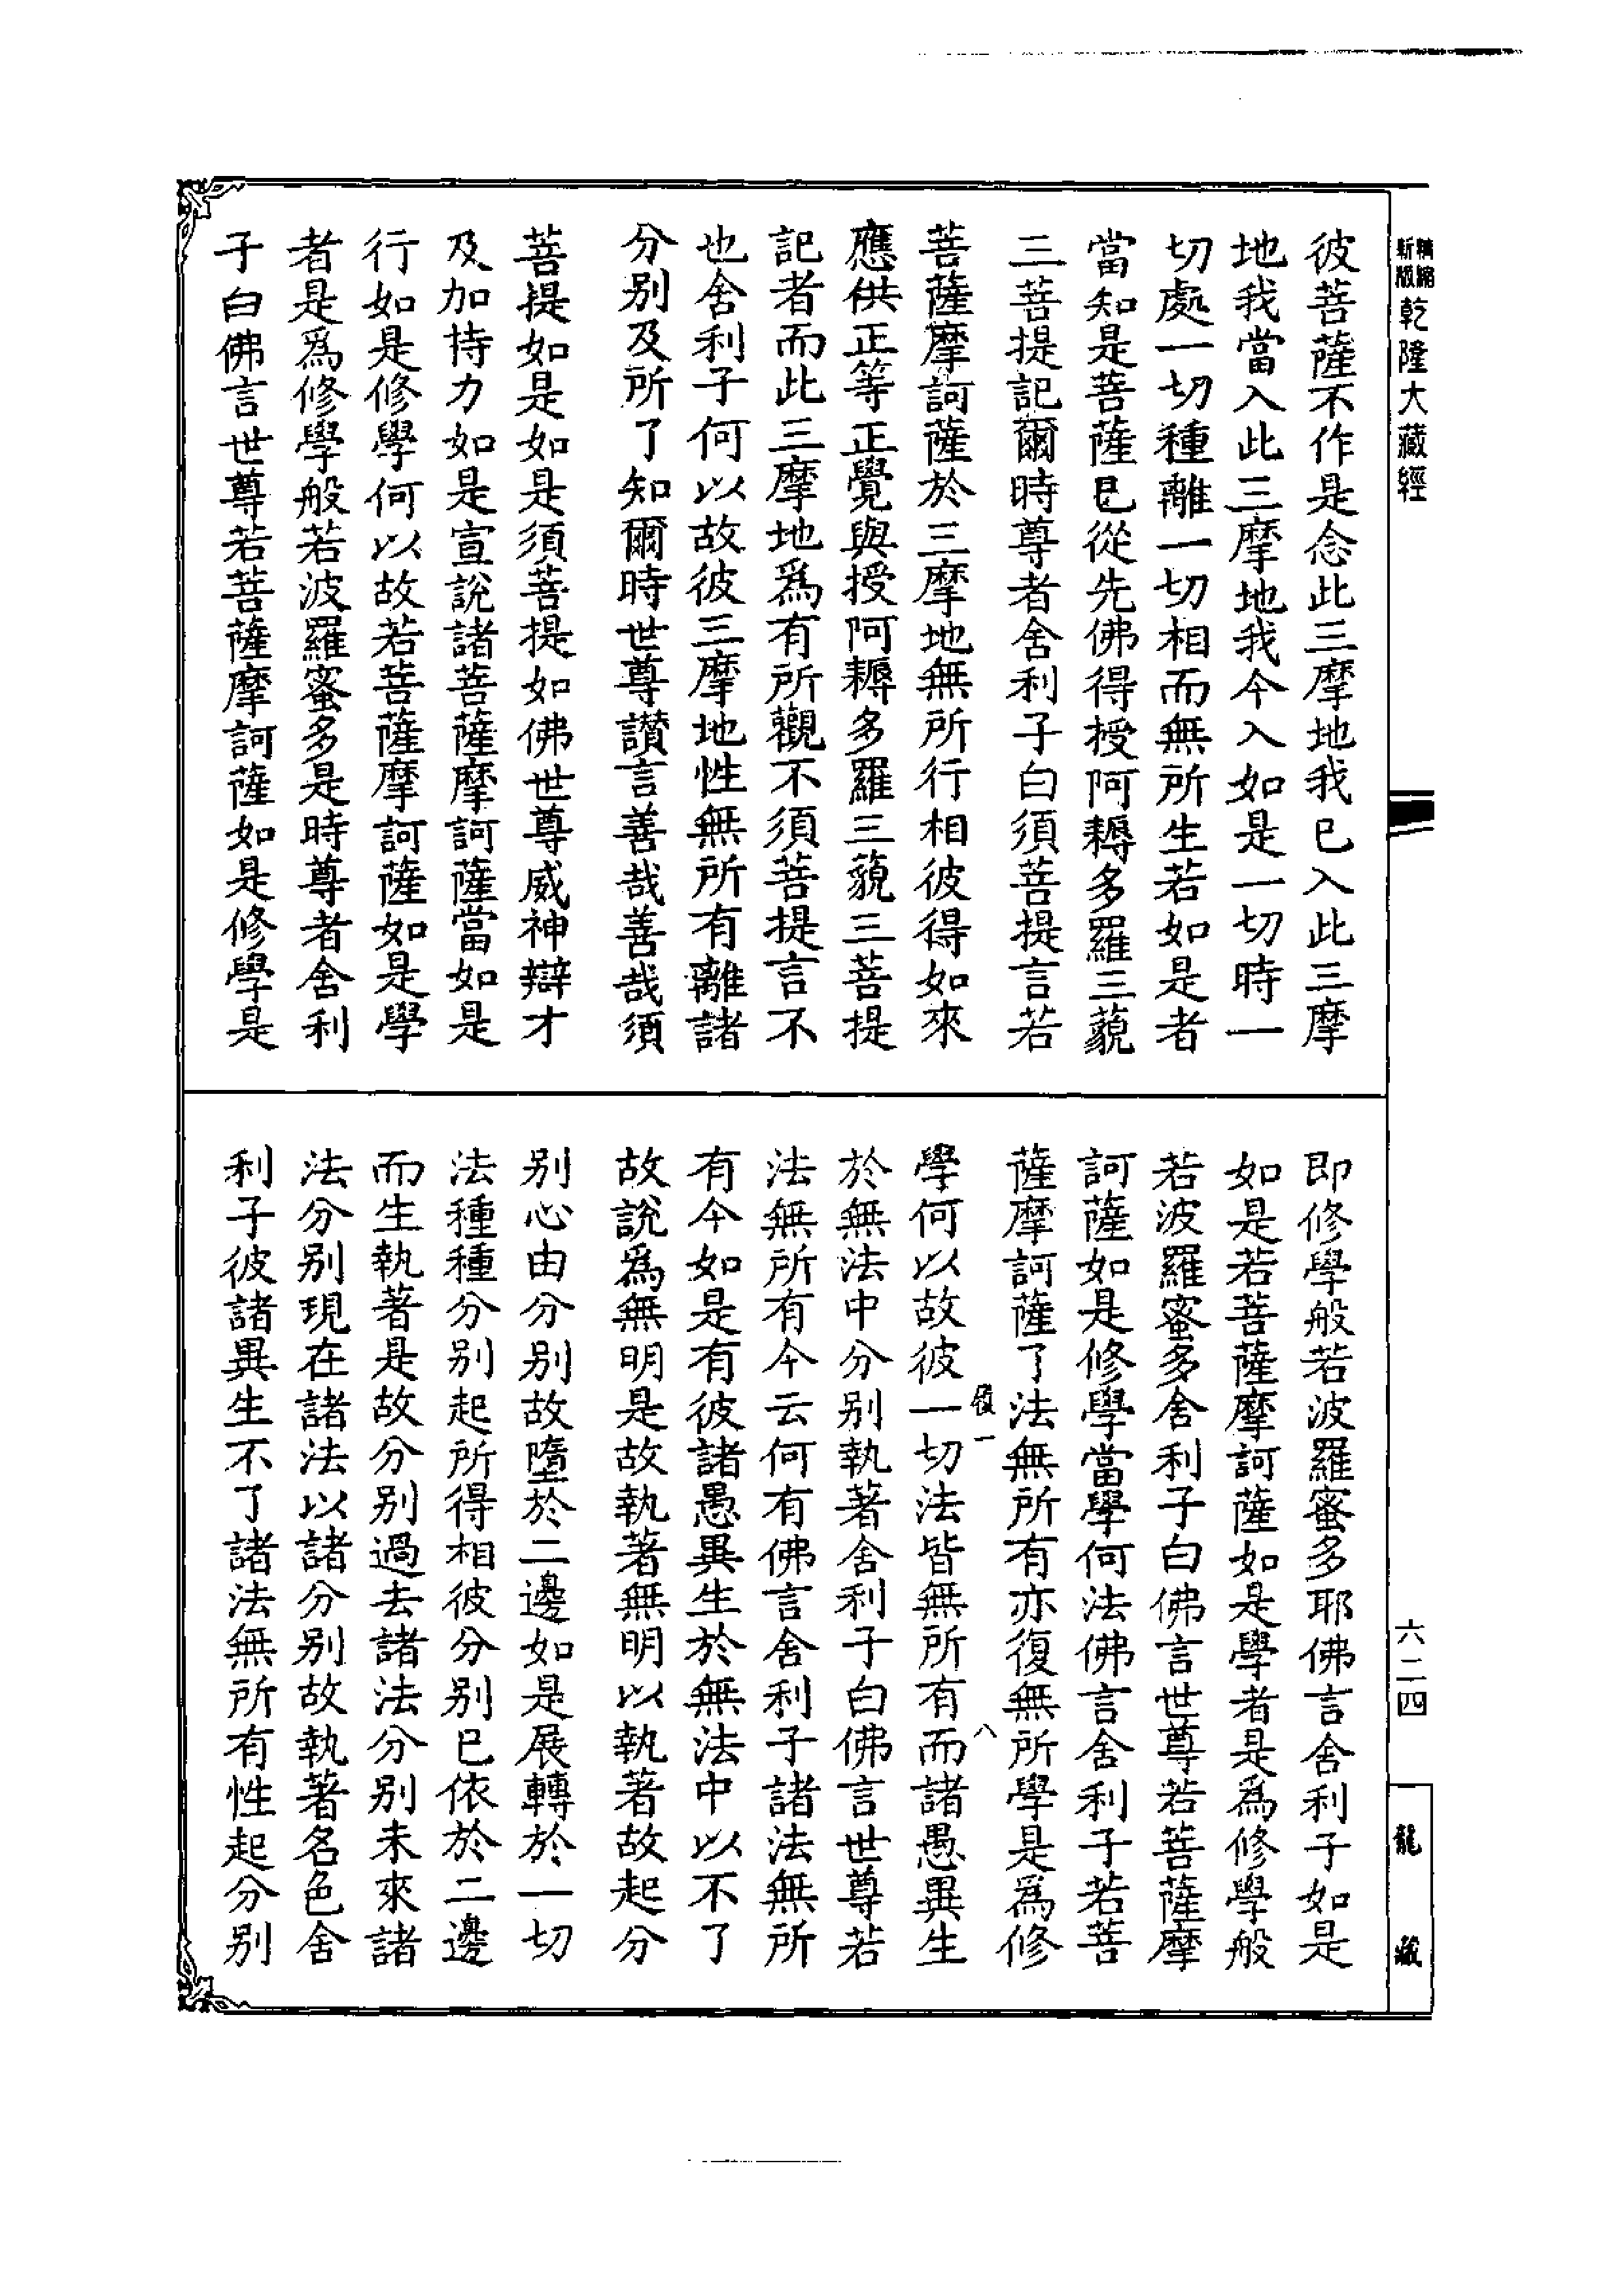 精縮
新版
乾隆大藏經
彼菩薩不作是念此三摩地我已入此三摩
地我當入此三摩地我今入如是一切時一
切處一切種離一切相而無所生若如是者
當知是菩薩已從先佛得授阿耨多羅三藐
三菩提記爾時尊者舍利子白須菩提言若
菩薩摩訶薩於三摩地無所行相彼得如來
應供正等正覺與授阿耨多羅三藐三菩提
記者而此三摩地爲有所觀不須菩提言不
也舍利子何以故彼三摩地性無所有離諸
分別及所了知爾時世尊讚言善哉善哉須
菩提如是如是須菩提如佛世尊威神辯才
及加持力如是宣說諸菩薩摩訶薩當如是
行如是修學何以故若菩薩摩訶薩如是學
者是爲修學般若波羅蜜多是時尊者舍利
子白佛言世尊若菩薩摩訶薩如是修學是
即修學般若波羅蜜多耶佛言舍利子如是
如是若菩薩摩訶薩如是學者是爲修學般
若波羅蜜多舍利子白佛言世尊若菩薩摩
訶薩如是修學當學何法佛言舍利子若菩
薩摩訶薩了法無所有亦復無所學是爲修
一 八
學何以故彼一切法皆無所有而諸愚異生
於無法中分別執著舍利子白佛言世尊若
法無所有今云何有佛言舍利子諸法無所
有今如是有彼諸愚異生於無法中以不了
故說爲無明是故執著無明以執著故起分
別心由分別故墮於二邊如是展轉於一切
法種種分別起所得相彼分別已依於二邊
而生執著是故分別過去諸法分別未來諸
法分別現在諸法以諸分別故執著名色舍
利子彼諸異生不了諸法無所有性起分別
六二四
龍藏